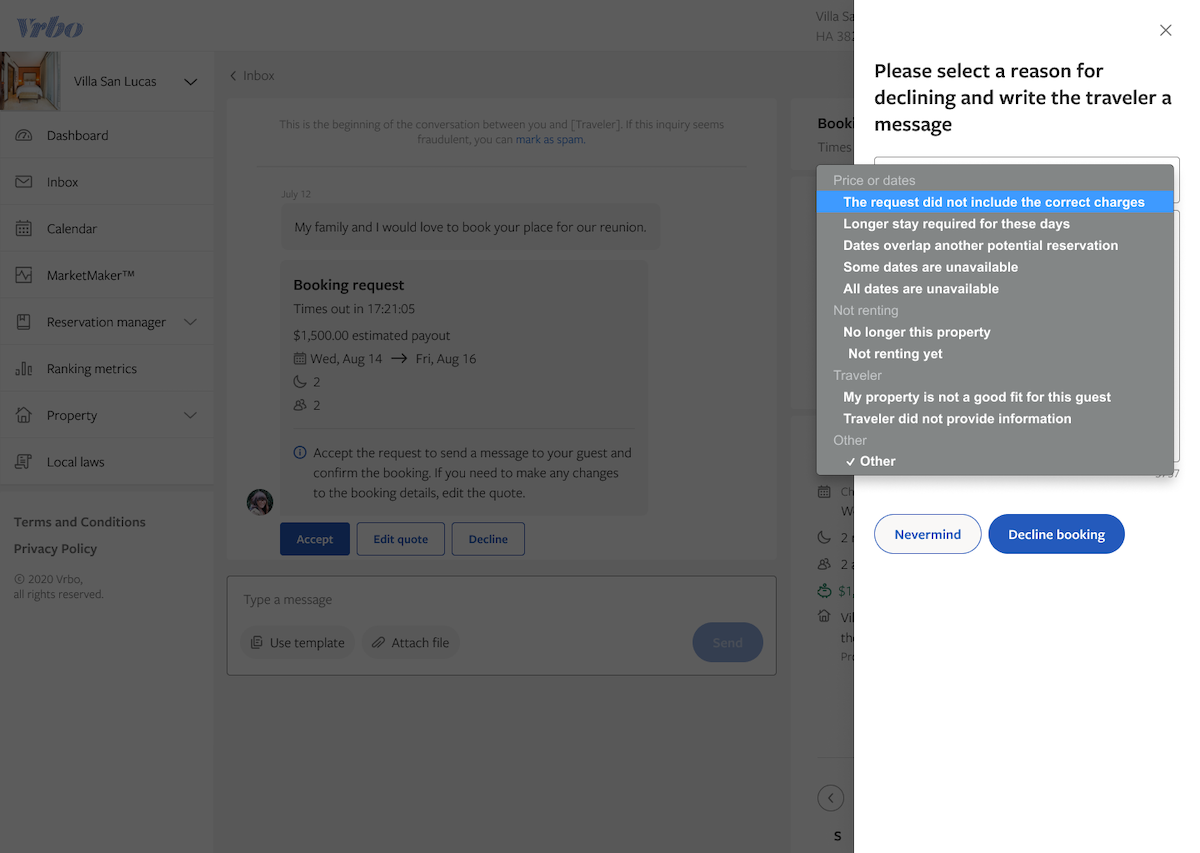 Vrbo
Villa Sa
HA 382
Villa San Lucas
Dashboard
Inbox
Calendar
MarketMaker™
Reservation manager
Ranking metrics
Property
Local laws
Terms and Conditions
Privacy Policy
© 2020 Vrbo,
all rights reserved.
Inbox
This is the beginning of the conversation between you and [Traveler]. If this inquiry seems
fraudulent, you can mark as spam.
July 12
My family and I would love to book your place for our reunion.
Booking request
Times out in 17:21:05
$1,500.00 estimated payout
Wed, Aug 14 → Fri, Aug 16
2
2
Accept the request to send a message to your guest and
confirm the booking. If you need to make any changes
to the booking details, edit the quote.
Accept
Edit quote
Decline
Type a message
Use template
Attach file
Send
Booki
Times
Ch
We
2 n
2 a
$1,
Vil
the
Pr
S
Please select a reason for
declining and write the traveler a
message
Price or dates
The request did not include the correct charges
Longer stay required for these days
Dates overlap another potential reservation
Some dates are unavailable
All dates are unavailable
Not renting
No longer this property
Not renting yet
Traveler
My property is not a good fit for this guest
Traveler did not provide information
Other
✓ Other
Nevermind
Decline booking